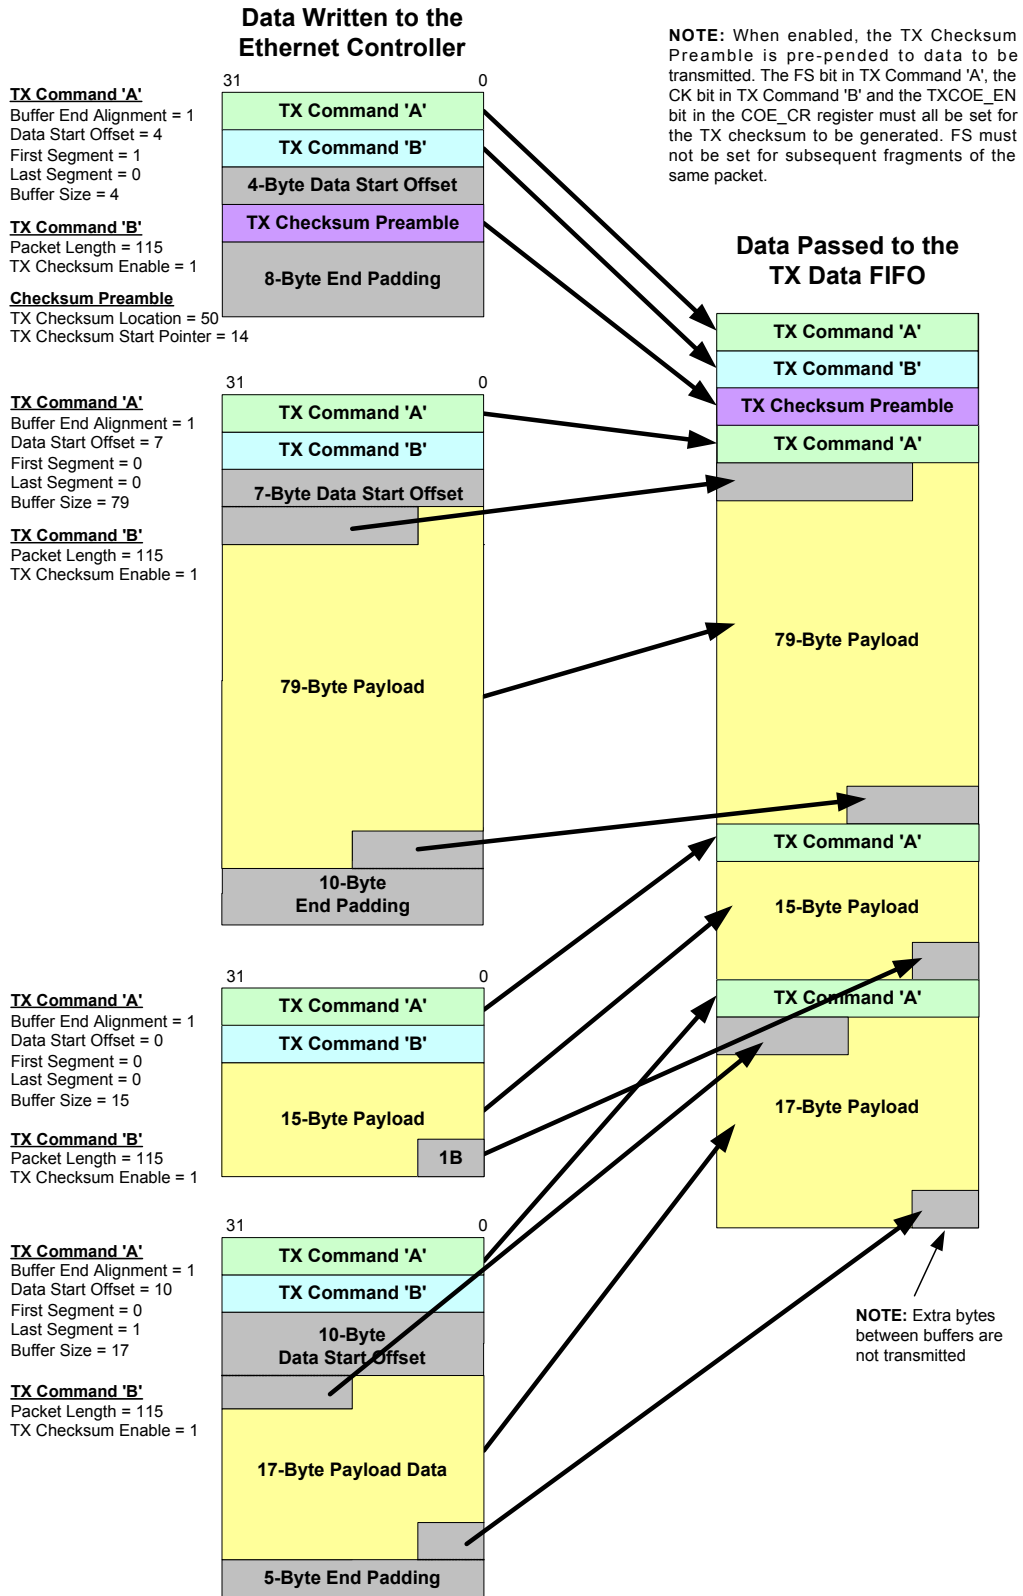 Data Written to the
Ethernet Controller
NOTE: When enabled, the TX Checksum
Preamble is pre-pended to data to be
transmitted. The FS bit in TX Command 'A', the
CK bit in TX Command 'B' and the TXCOE_EN
bit in the COE_CR register must all be set for
the TX checksum to be generated. FS must
not be set for subsequent fragments of the
same packet.
31 0
TX Command 'A'
Buffer End Alignment = 1
Data Start Offset = 4
First Segment = 1
Last Segment = 0
Buffer Size = 4
TX Command 'B'
Packet Length = 115
TX Checksum Enable = 1
Checksum Preamble
TX Checksum Location = 50
TX Checksum Start Pointer = 14
TX Command 'A'
TX Command 'B'
4-Byte Data Start Offset
TX Checksum Preamble
8-Byte End Padding
31 0
TX Command 'A'
Buffer End Alignment = 1
Data Start Offset = 7
First Segment = 0
Last Segment = 0
Buffer Size = 79
TX Command 'B'
Packet Length = 115
TX Checksum Enable = 1
TX Command 'A'
TX Command 'B'
7-Byte Data Start Offset
79-Byte Payload
10-Byte
End Padding
31 0
TX Command 'A'
Buffer End Alignment = 1
Data Start Offset = 0
First Segment = 0
Last Segment = 0
Buffer Size = 15
TX Command 'B'
Packet Length = 115
TX Checksum Enable = 1
TX Command 'A'
TX Command 'B'
15-Byte Payload
1B
31 0
TX Command 'A'
Buffer End Alignment = 1
Data Start Offset = 10
First Segment = 0
Last Segment = 1
Buffer Size = 17
TX Command 'B'
Packet Length = 115
TX Checksum Enable = 1
TX Command 'A'
TX Command 'B'
10-Byte
Data Start Offset
17-Byte Payload Data
5-Byte End Padding
Data Passed to the
TX Data FIFO
TX Command 'A'
TX Command 'B'
TX Checksum Preamble
TX Command 'A'
79-Byte Payload
TX Command 'A'
15-Byte Payload
TX Command 'A'
17-Byte Payload
NOTE: Extra bytes
between buffers are
not transmitted